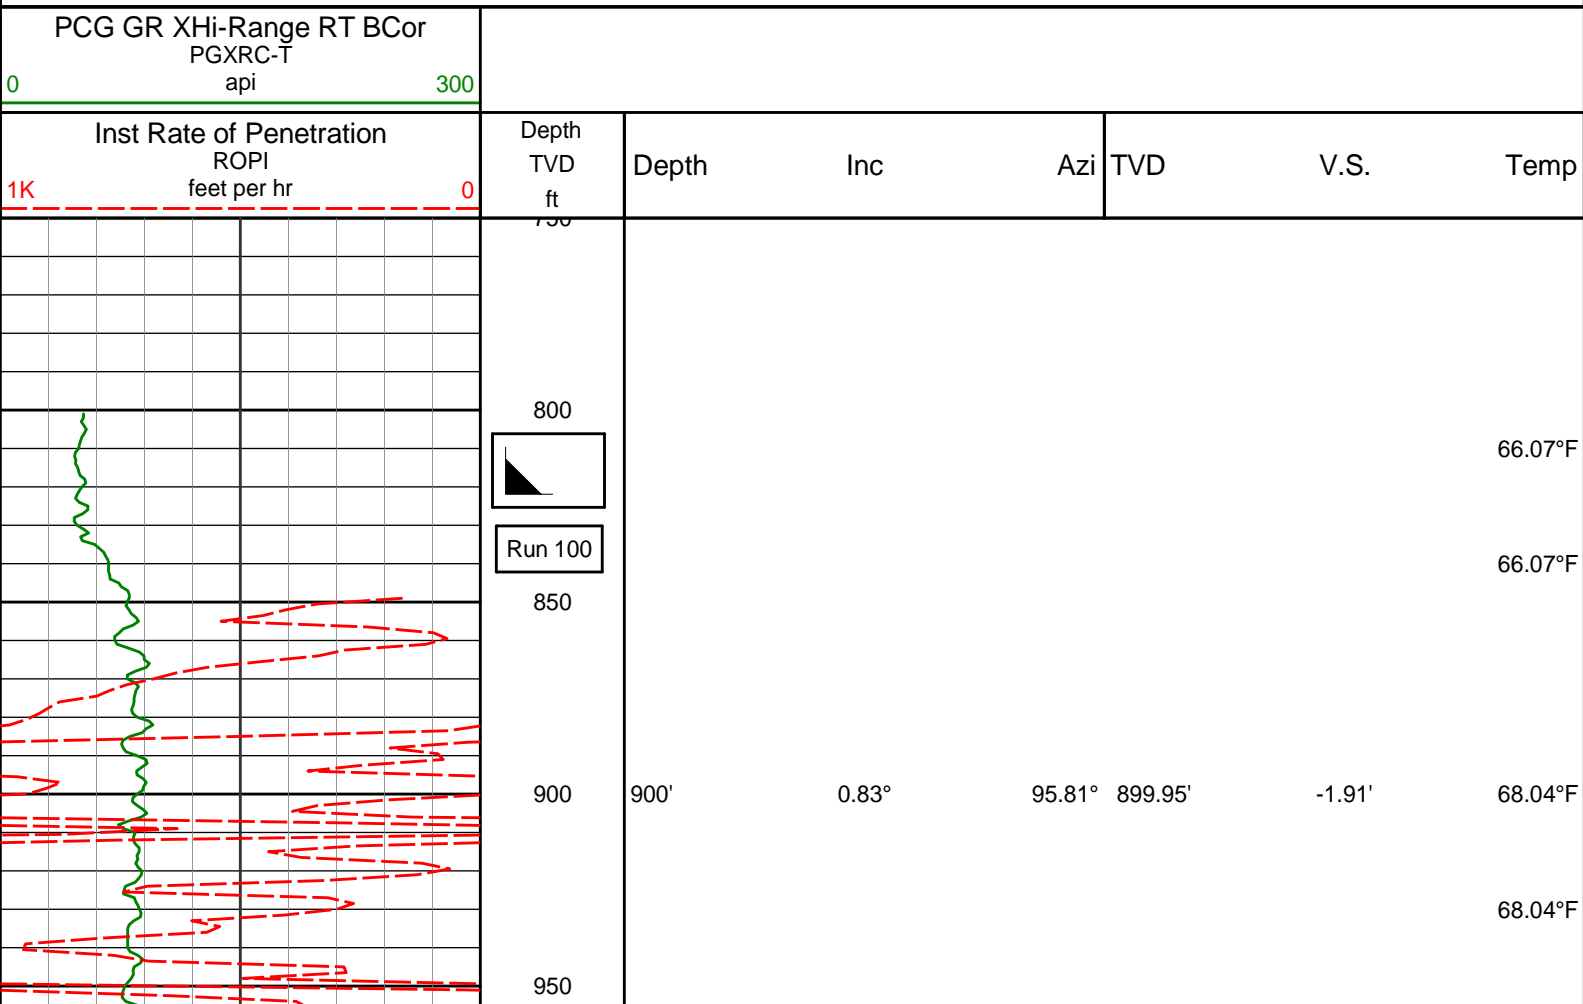 PCG GR XHi-Range RT BCor
PGXRC-T
0 api 300
Inst Rate of Penetration
ROPI
1K feet per hr 0
Depth
TVD
ft
Depth Inc Azi TVD V.S. Temp
750
800
66.07°F
Run 100
66.07°F
850
900 900' 0.83° 95.81° 899.95' -1.91' 68.04°F
68.04°F
950